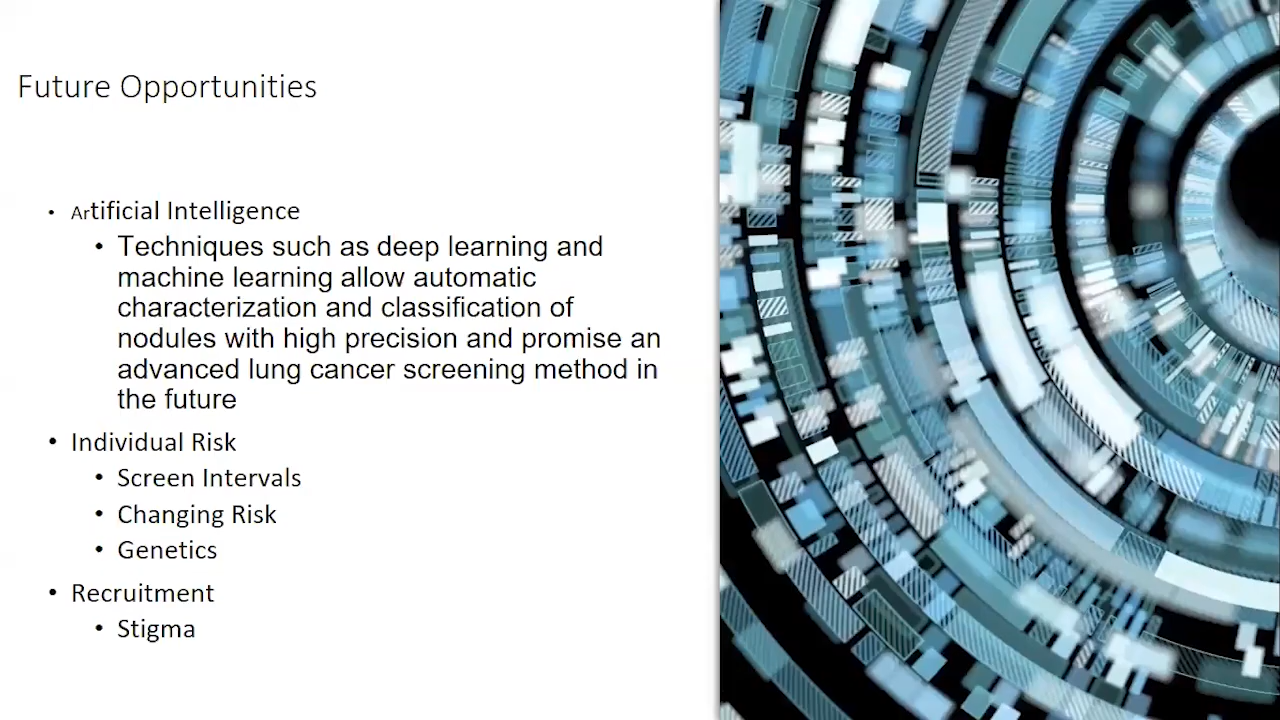 Future Opportunities
• Artificial Intelligence
• Techniques such as deep learning and
machine learning allow automatic
characterization and classification of
nodules with high precision and promise an
advanced lung cancer screening method in
the future
• Individual Risk
• Screen Intervals
• Changing Risk
• Genetics
• Recruitment
• Stigma